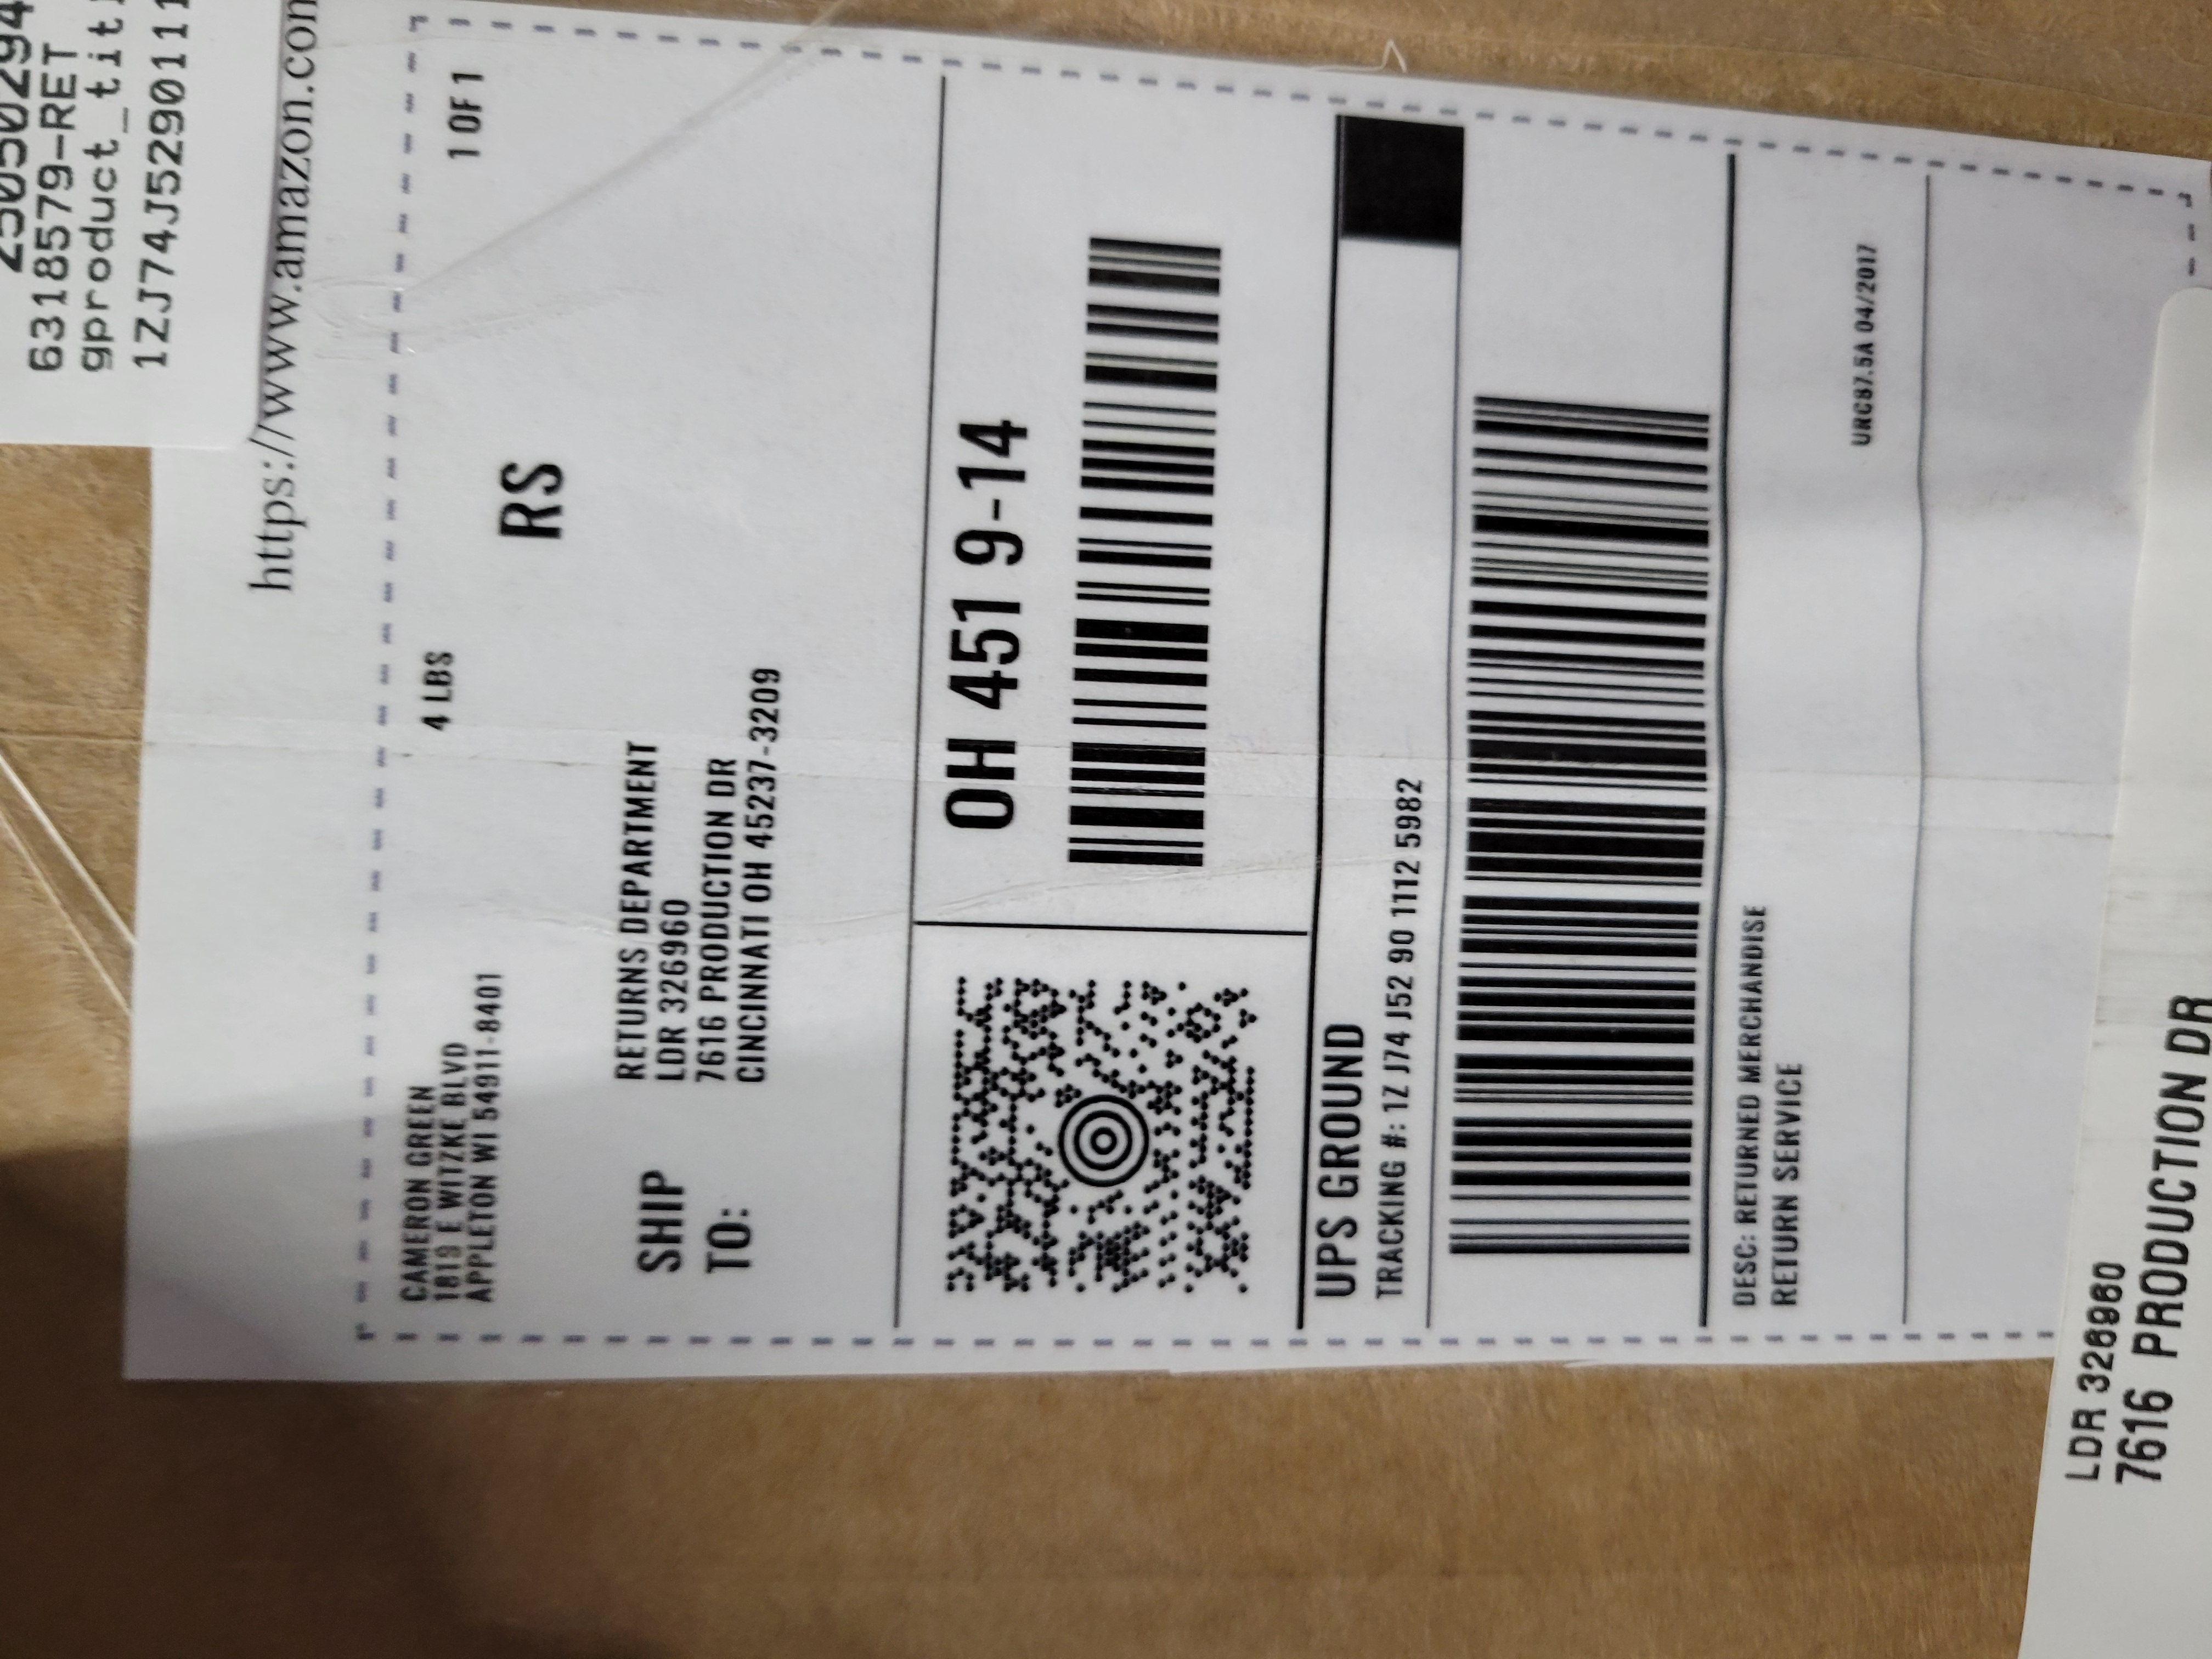 25050294
6318579-RET
gproduct_tit
1ZJ74J5290111
https://www.amazon.com
CAMERON GREEN
1819 E WITZKE BLVD
APPLETON WI 54911-8401
4 LBS
1 OF 1
RS
SHIP
TO:
RETURNS DEPARTMENT
LDR 326960
7616 PRODUCTION DR
CINCINNATI OH 45237-3209
OH 451 9-14
UPS GROUND
TRACKING #: 1Z J74 J52 90 1112 5982
DESC: RETURNED MERCHANDISE
RETURN SERVICE
URC87.5A 04/2017
LDR 326960
7616 PRODUCTION DR